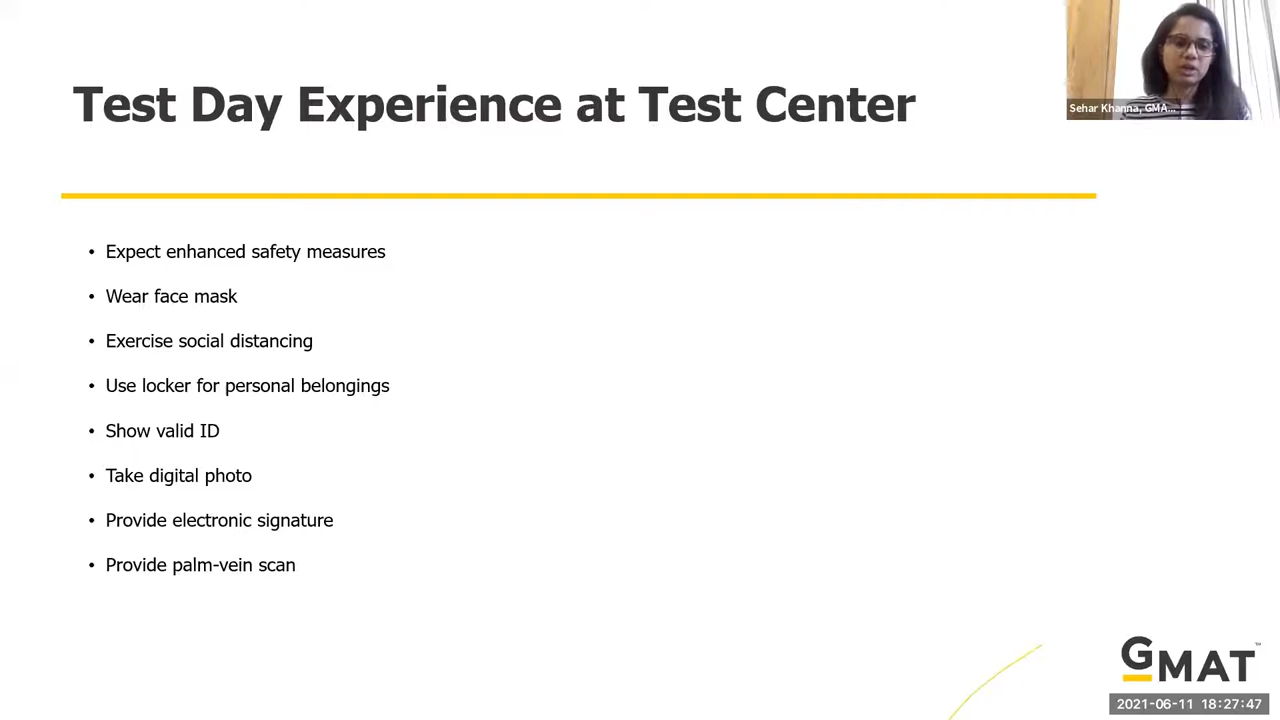 Test Day Experience at Test Center
Sehar Khanna, GMA...
• Expect enhanced safety measures
• Wear face mask
• Exercise social distancing
• Use locker for personal belongings
• Show valid ID
• Take digital photo
• Provide electronic signature
• Provide palm-vein scan
GMAT™
2021-06-11 18:27:47